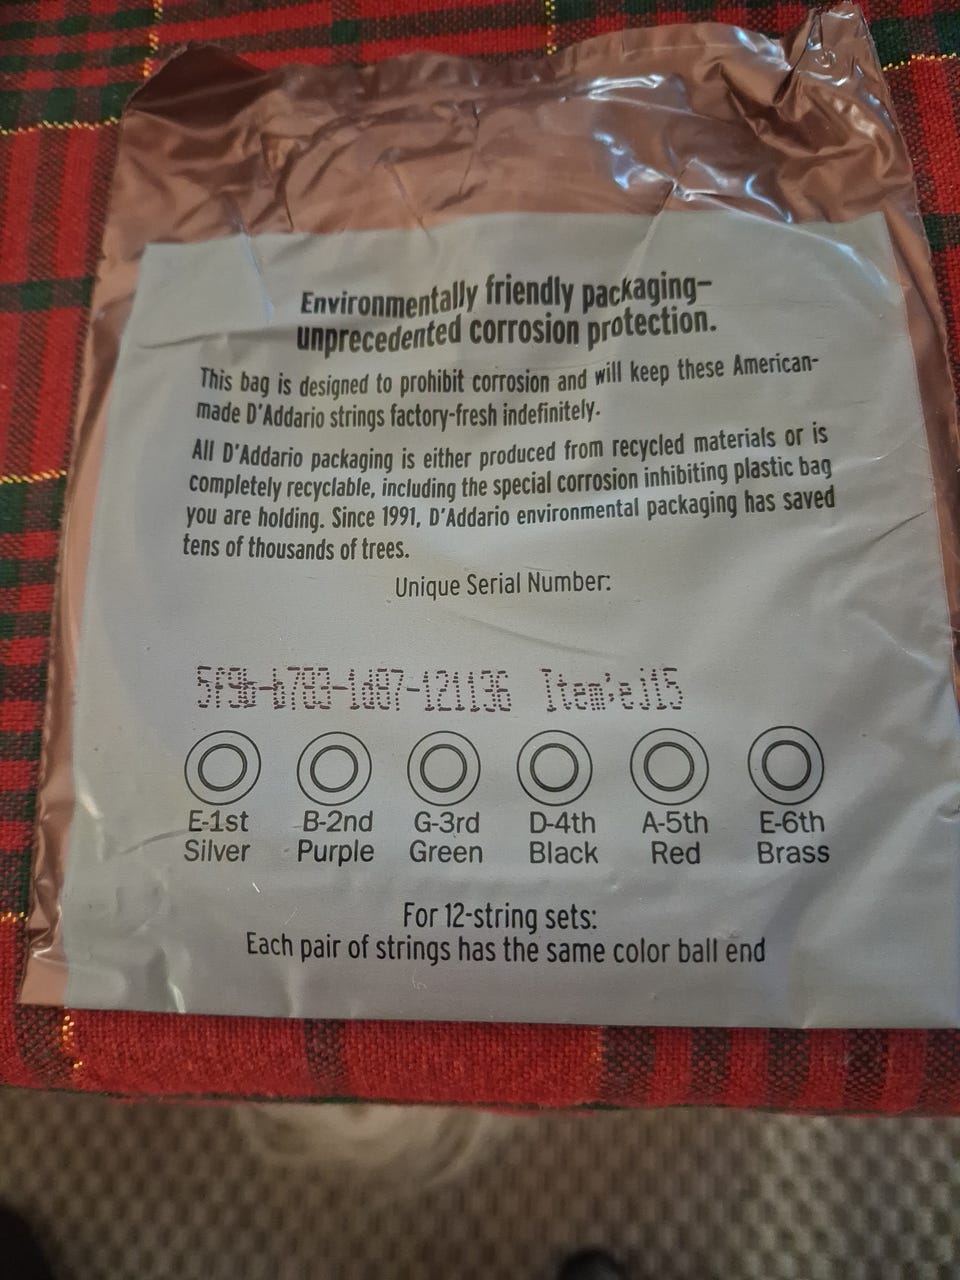 Environmentally friendly packaging–
unprecedented corrosion protection.
This bag is designed to prohibit corrosion and will keep these American-
made D'Addario strings factory-fresh indefinitely.
All D'Addario packaging is either produced from recycled materials or is
completely recyclable, including the special corrosion inhibiting plastic bag
you are holding. Since 1991, D'Addario environmental packaging has saved
tens of thousands of trees.
Unique Serial Number:
5f9b-b783-1d87-121136 Item:ej15
E-1st B-2nd G-3rd D-4th A-5th E-6th
Silver Purple Green Black Red Brass
For 12-string sets:
Each pair of strings has the same color ball end